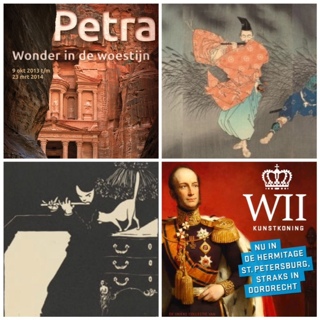 Petra
Wonder in de woestijn
9 okt 2013 t/m
23 mrt 2014
WII
KUNSTKONING
NU IN
DE HERMITAGE
ST. PETERSBURG,
STRAKS IN
DORDRECHT